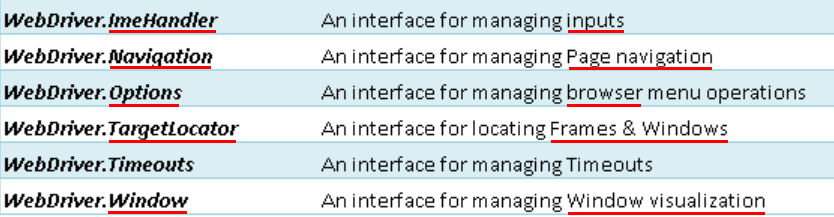 WebDriver.ImeHandler An interface for managing inputs
WebDriver.Navigation An interface for managing Page navigation
WebDriver.Options An interface for managing browser menu operations
WebDriver.TargetLocator An interface for locating Frames & Windows
WebDriver.Timeouts An interface for managing Timeouts
WebDriver.Window An interface for managing Window visualization